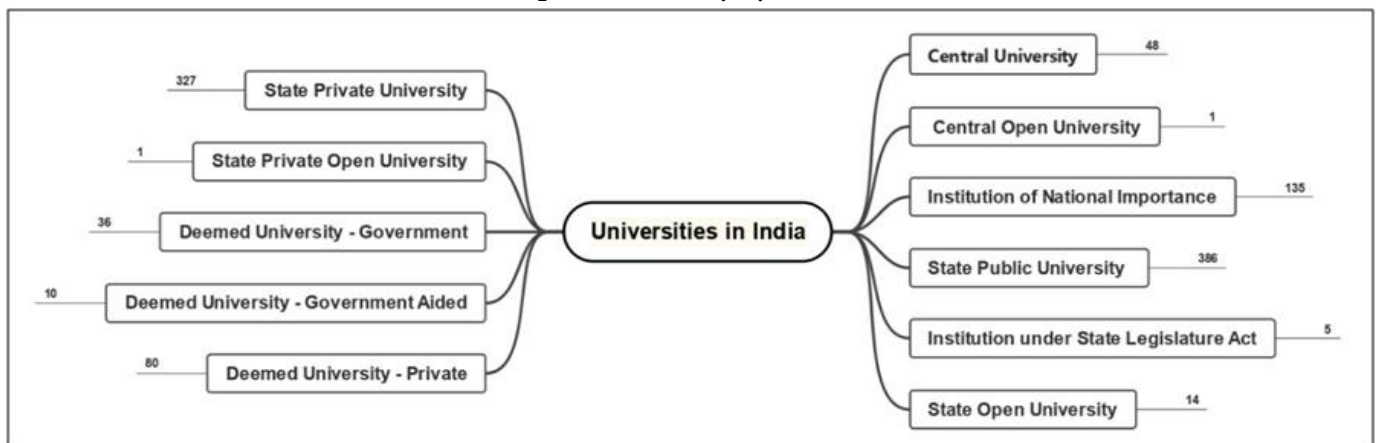 Universities in India
State Private University
327
State Private Open University
1
Deemed University - Government
36
Deemed University - Government Aided
10
Deemed University - Private
80
Central University
48
Central Open University
1
Institution of National Importance
135
State Public University
386
Institution under State Legislature Act
5
State Open University
14